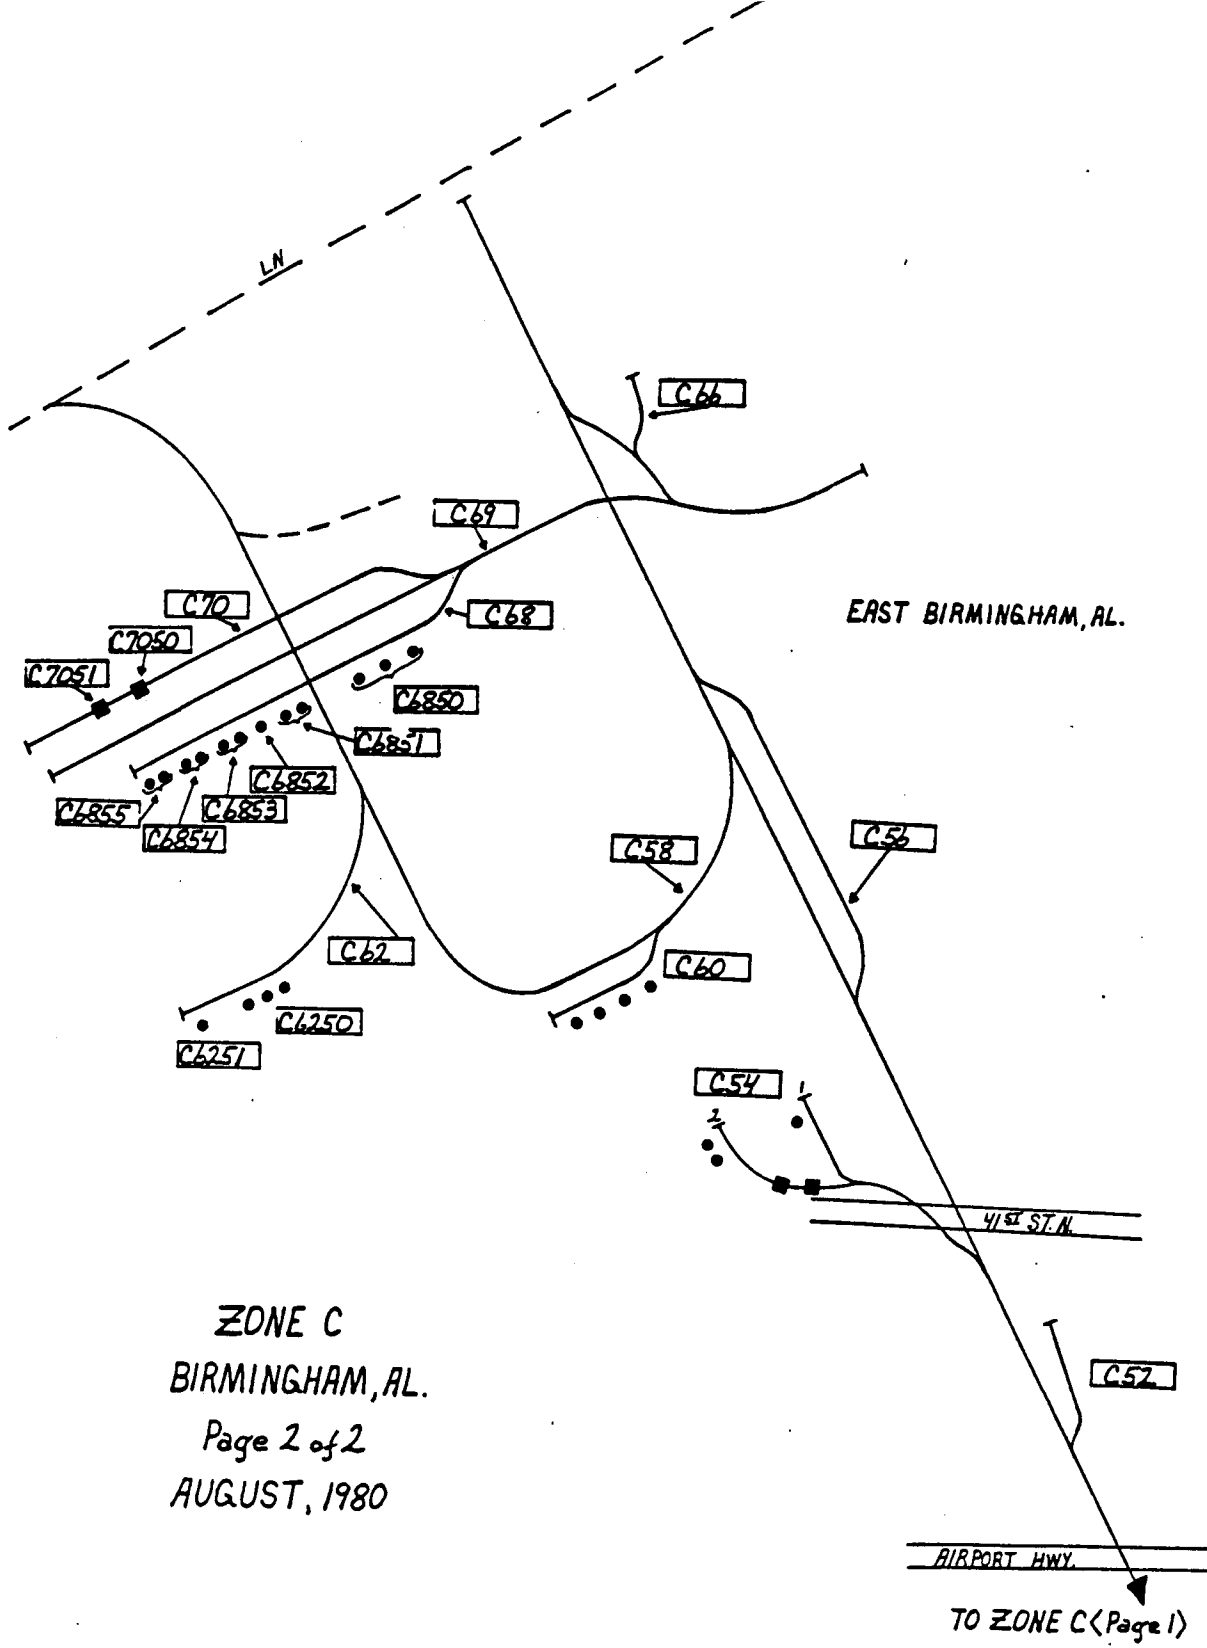 LN
C66
C69
C70
C68
EAST BIRMINGHAM, AL.
C7050
C7051
C6850
C6851
C6852
C6855
C6853
C6854
C58
C56
C62
C60
C6250
C6251
C54
1
2
41ST ST. N.
ZONE C
BIRMINGHAM, AL.
Page 2 of 2
AUGUST, 1980
C52
AIRPORT HWY.
TO ZONE C (Page 1)